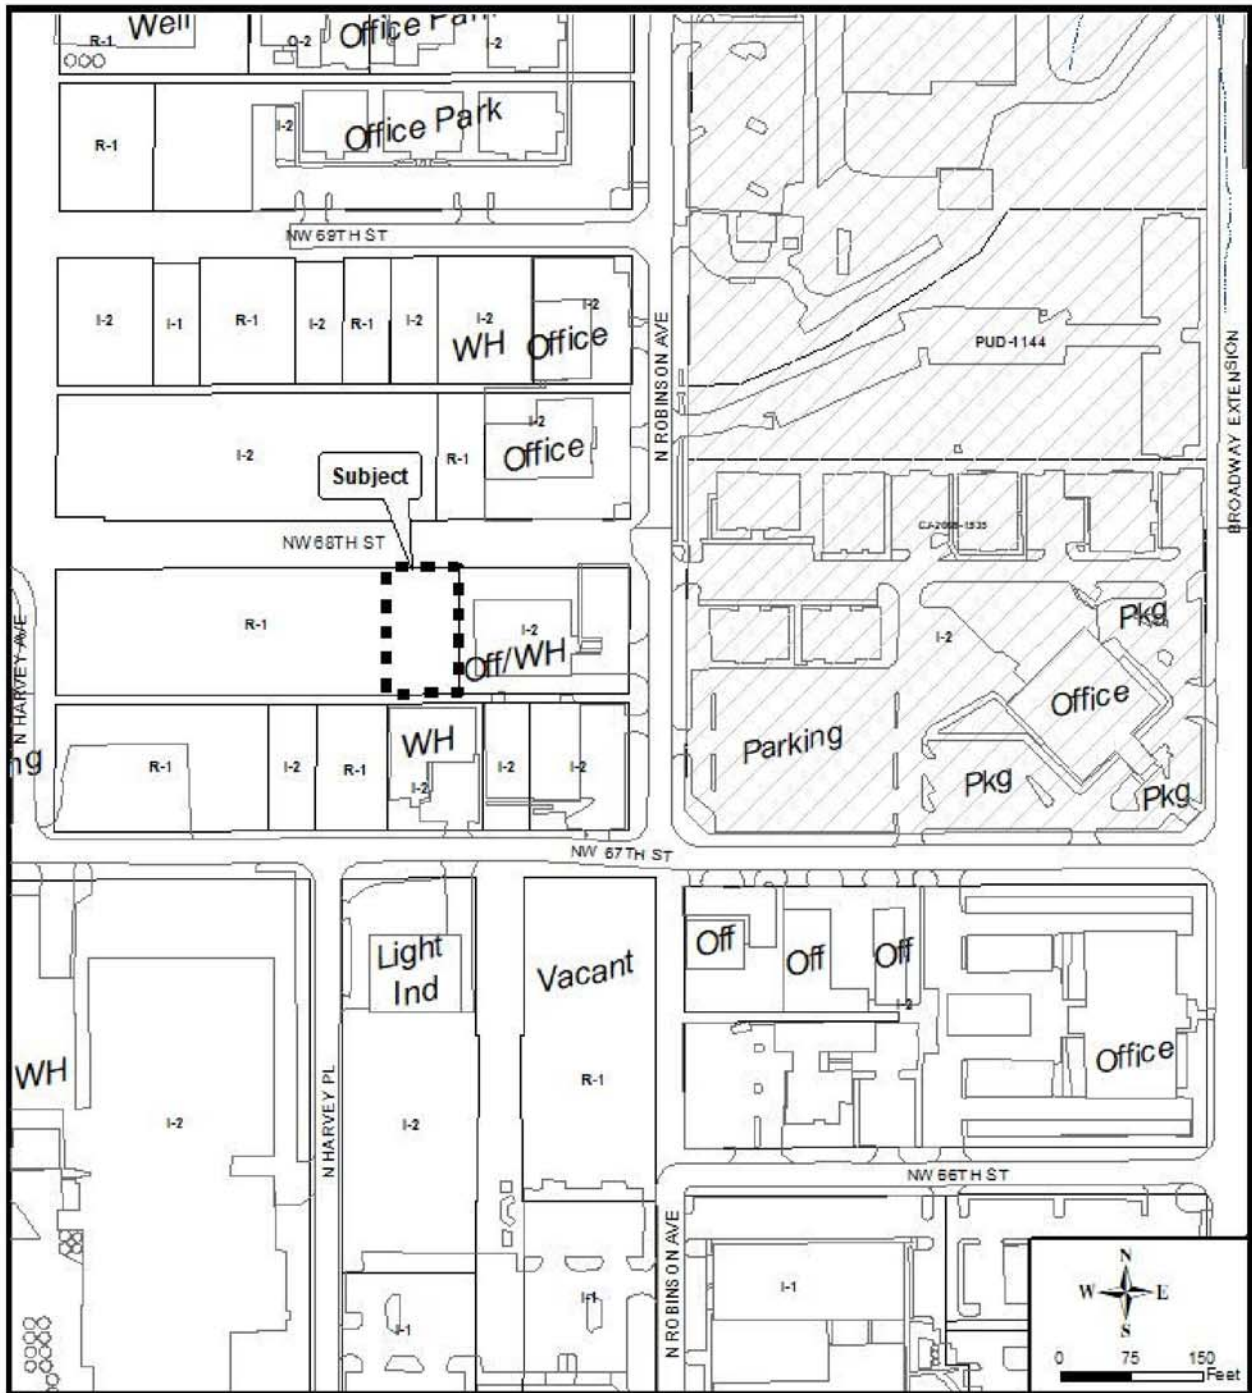 Well
Office Par
R-1
O-2
I-2
I-2
Office Park
R-1
NW 69TH ST
I-2
I-1
R-1
I-2
R-1
I-2
I-2
I-2
WH
Office
N ROBINSON AVE
PUD-1144
BROADWAY EXTENSION
I-2
I-2
R-1
Office
Subject
NW 68TH ST
N HARVEY AVE
R-1
I-2
Off/WH
I-2
Pkg
Office
Parking
Pkg
Pkg
ng
R-1
I-2
R-1
WH
I-2
I-2
I-2
NW 67TH ST
Light
Ind
Vacant
Off
Off
Off
I-2
WH
Office
R-1
I-2
I-2
N HARVEY PL
NW 66TH ST
N ROBINSON AVE
I-1
I-1
I-1
N
W E
S
0 75 150
Feet